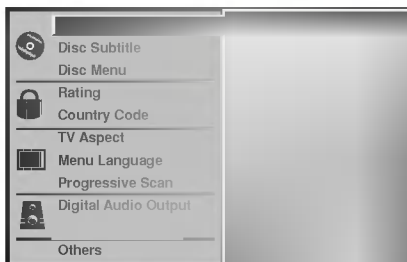 Disc Subtitle
Disc Menu
Rating
Country Code
TV Aspect
Menu Language
Progressive Scan
Digital Audio Output
Others